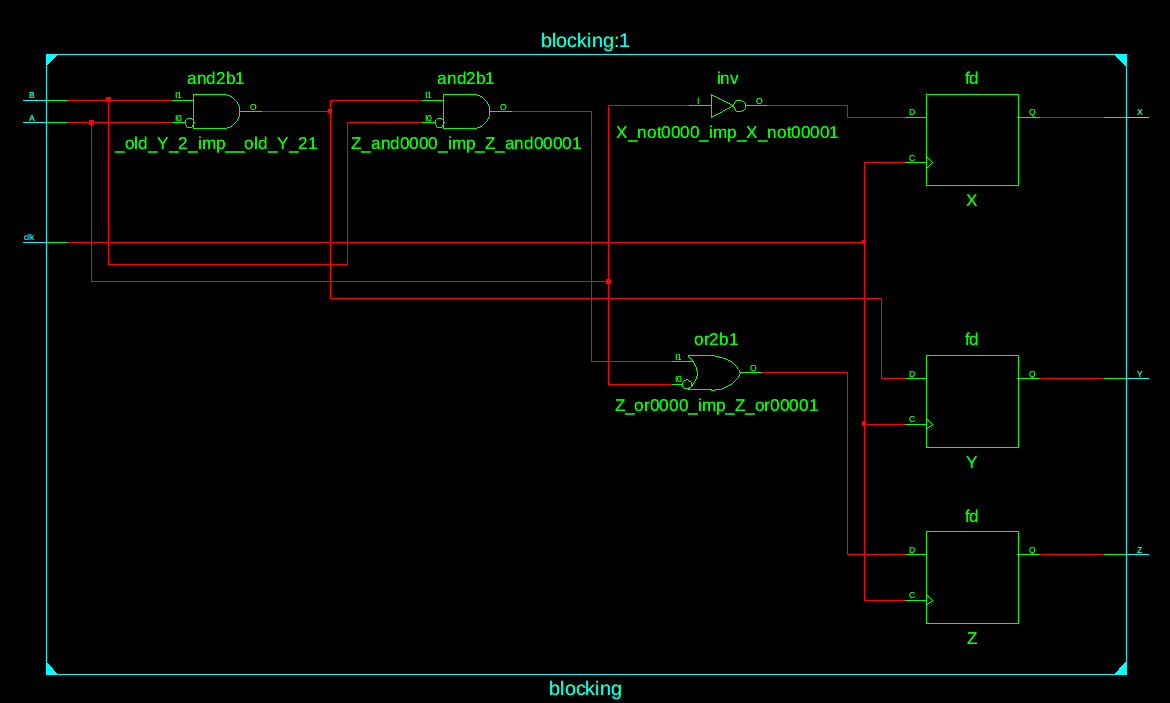 blocking:1
and2b1
and2b1
inv
fd
B
I1
O
I1
O
I
O
D
Q
X
A
I0
I0
_old_Y_2_imp__old_Y_21
Z_and0000_imp_Z_and00001
X_not0000_imp_X_not00001
C
X
clk
or2b1
fd
I1
O
I0
D
Q
Y
Z_or0000_imp_Z_or00001
C
Y
fd
D
Q
Z
C
Z
blocking